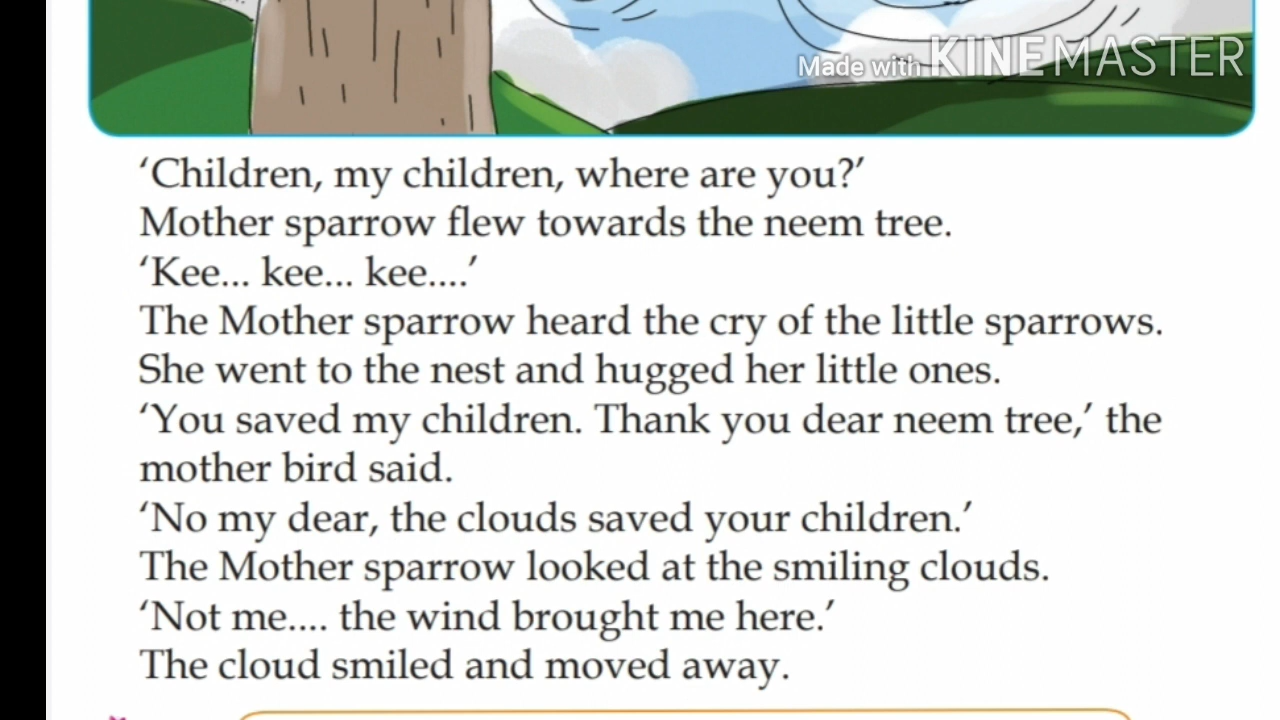 Made with KINEMASTER
‘Children, my children, where are you?’
Mother sparrow flew towards the neem tree.
‘Kee... kee... kee....’
The Mother sparrow heard the cry of the little sparrows.
She went to the nest and hugged her little ones.
‘You saved my children. Thank you dear neem tree,’ the
mother bird said.
‘No my dear, the clouds saved your children.’
The Mother sparrow looked at the smiling clouds.
‘Not me.... the wind brought me here.’
The cloud smiled and moved away.